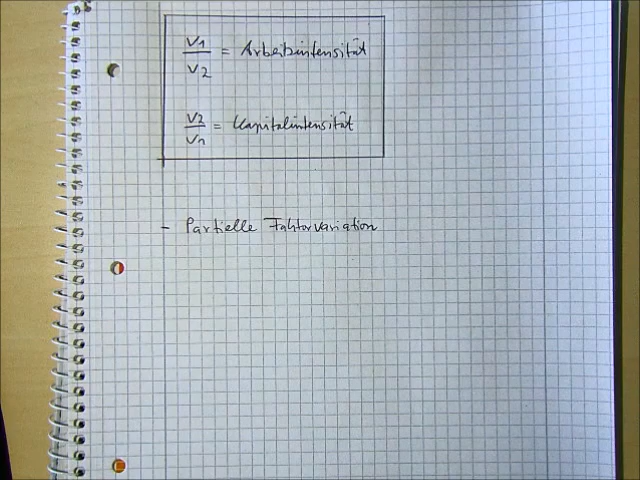 V1/V2 = Arbeitsintensität
V2/V1 = Kapitalintensität
- Partielle Faktorvariation